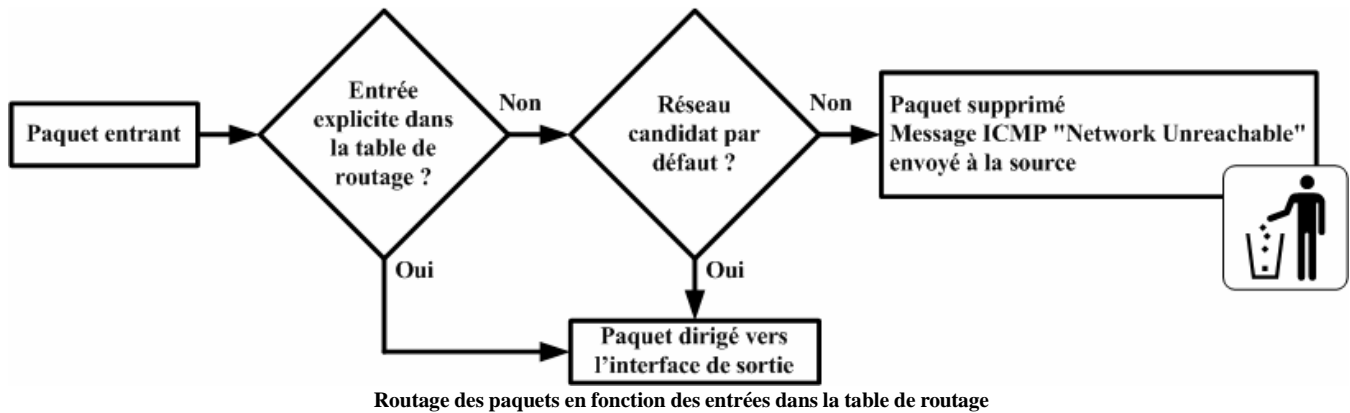 Paquet entrant
Entrée
explicite dans
la table de
routage ?
Non
Oui
Réseau
candidat par
défaut ?
Non
Oui
Paquet supprimé
Message ICMP "Network Unreachable"
envoyé à la source
Paquet dirigé vers
l'interface de sortie
Routage des paquets en fonction des entrées dans la table de routage